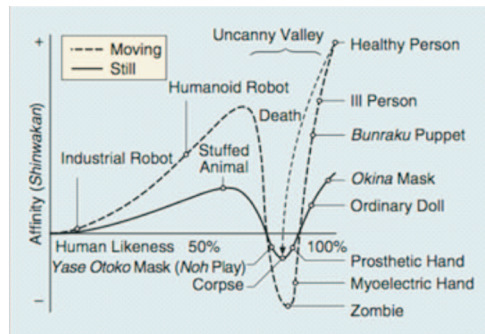 +
Uncanny Valley
Moving
Still
Healthy Person
Humanoid Robot
Ill Person
Death
Bunraku Puppet
Industrial Robot
Stuffed
Animal
Okina Mask
Ordinary Doll
Affinity (Shinwakan)
Human Likeness 50% 100%
Yase Otoko Mask (Noh Play)
Prosthetic Hand
Corpse
Myoelectric Hand
–
Zombie